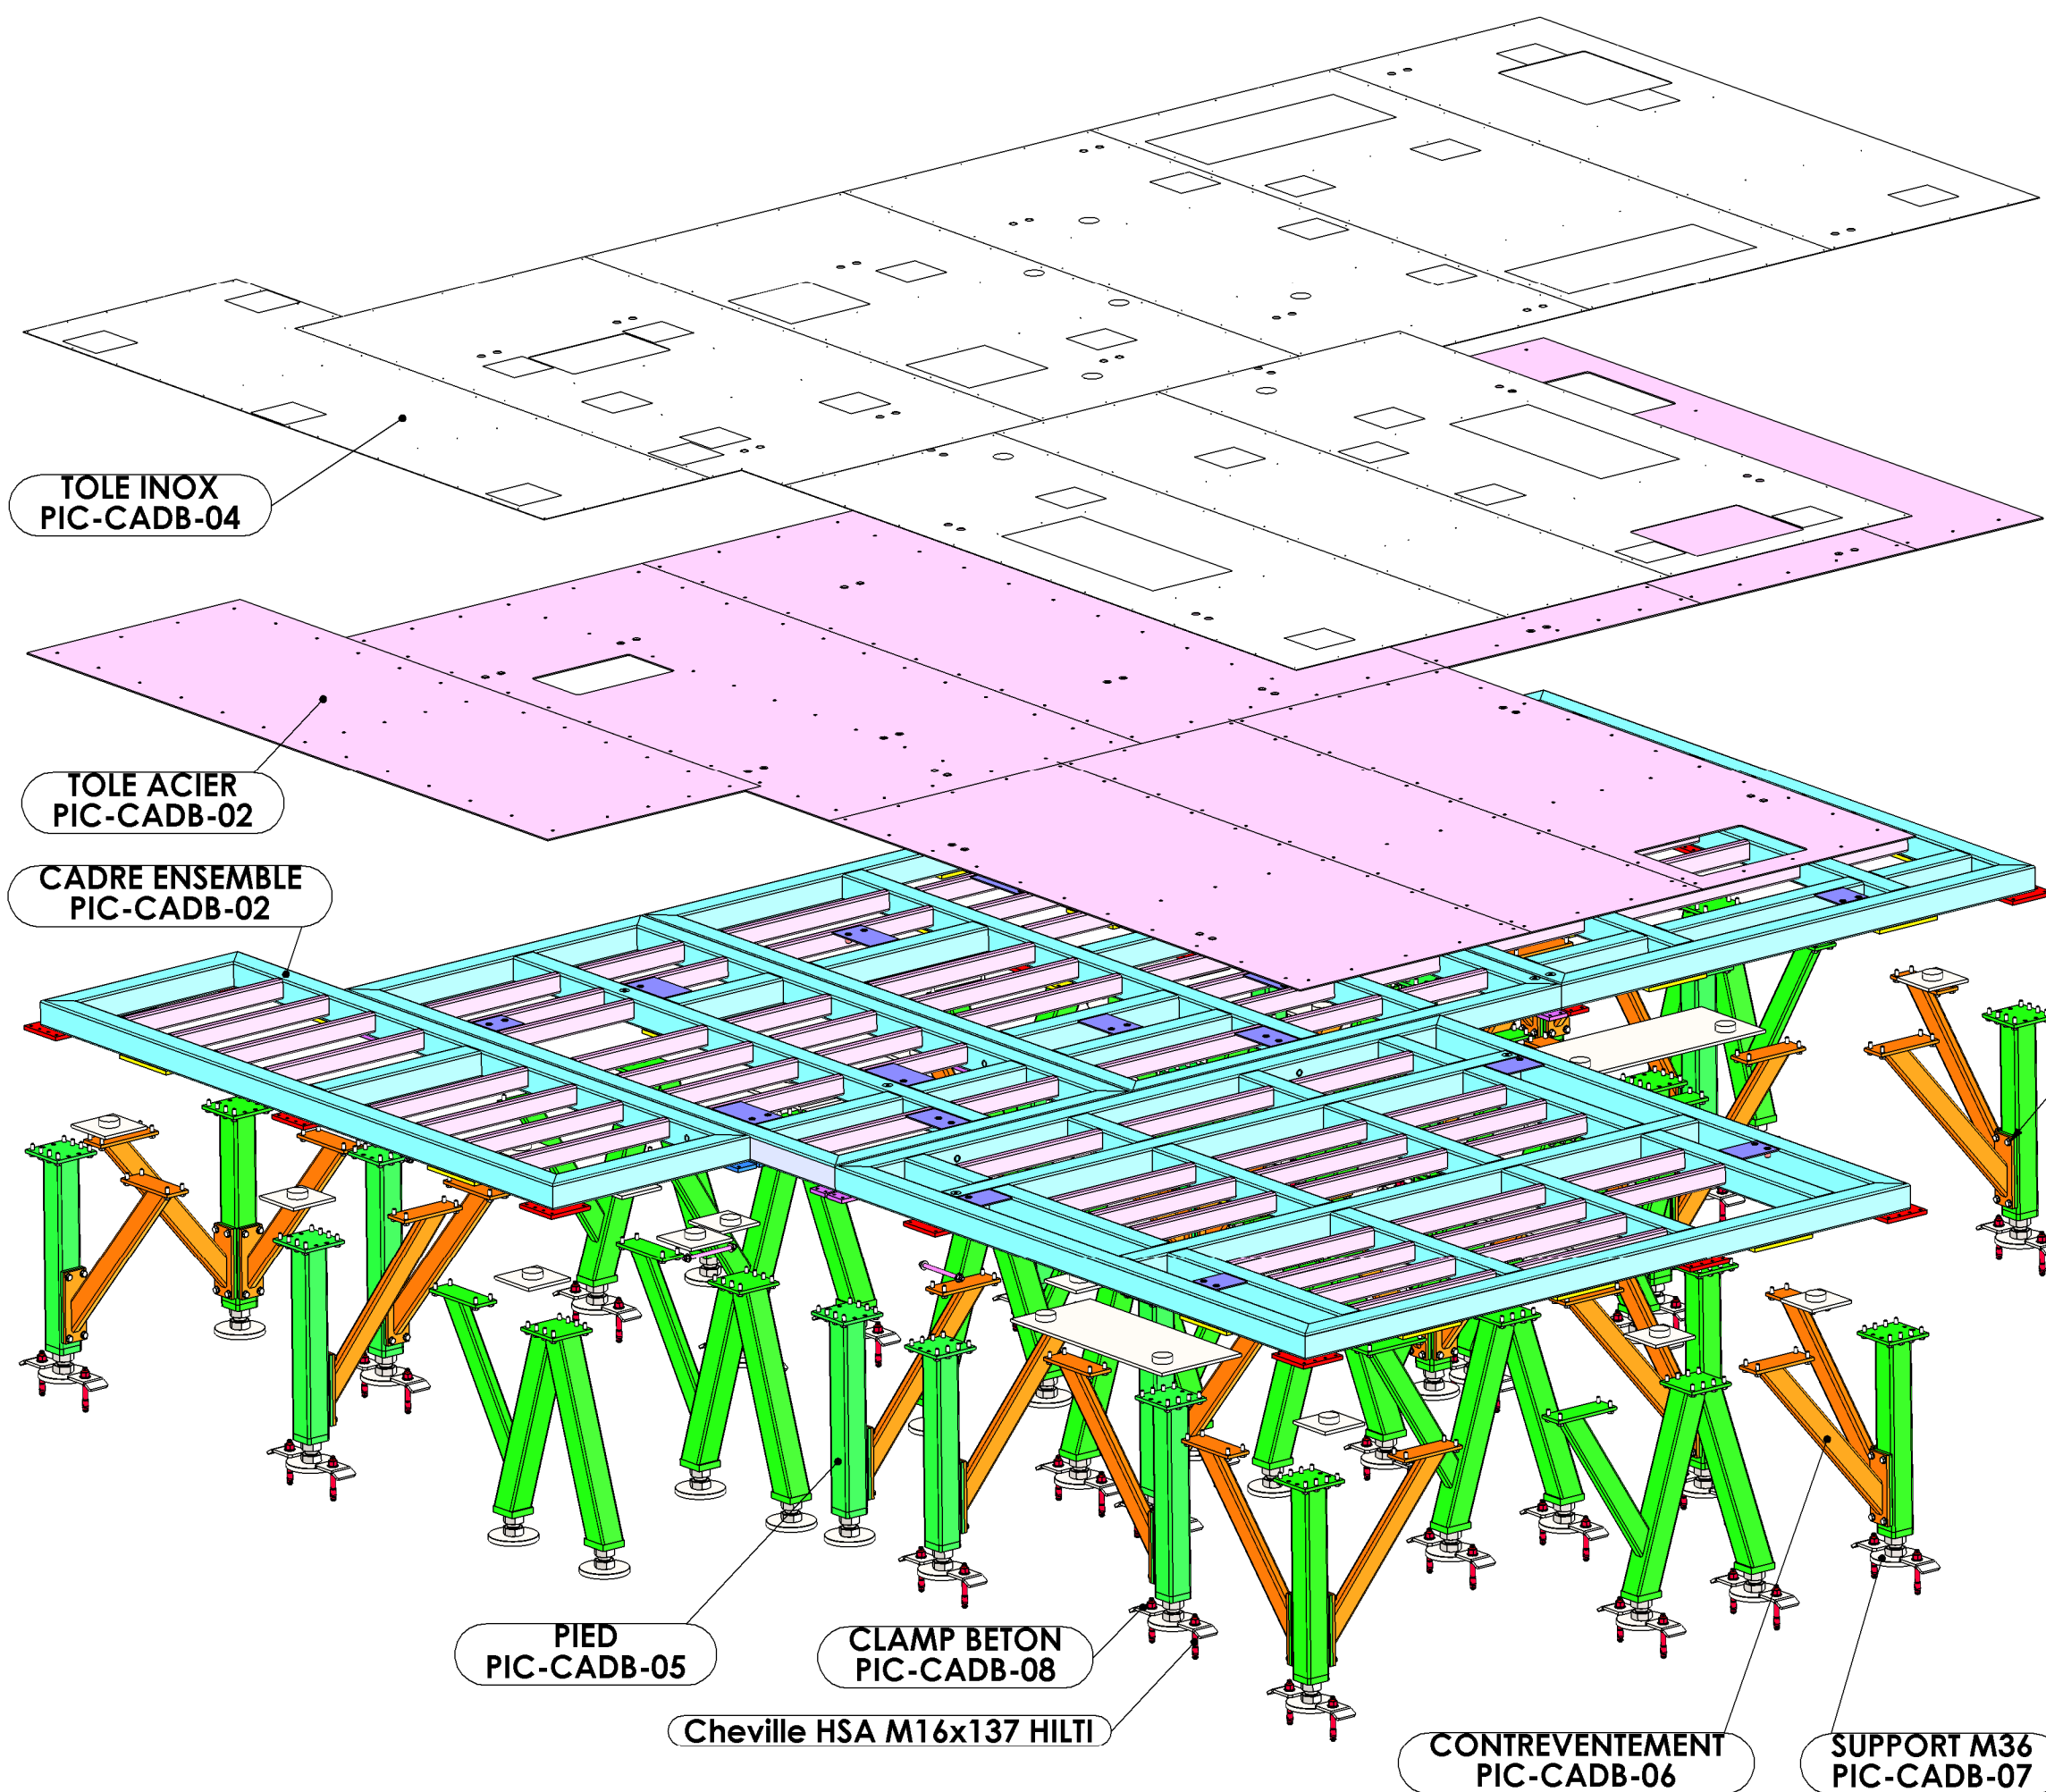 TOLE INOX
PIC-CADB-04
TOLE ACIER
PIC-CADB-02
CADRE ENSEMBLE
PIC-CADB-02
PIED
PIC-CADB-05
CLAMP BETON
PIC-CADB-08
Cheville HSA M16x137 HILTI
CONTREVENTEMENT
PIC-CADB-06
SUPPORT M36
PIC-CADB-07